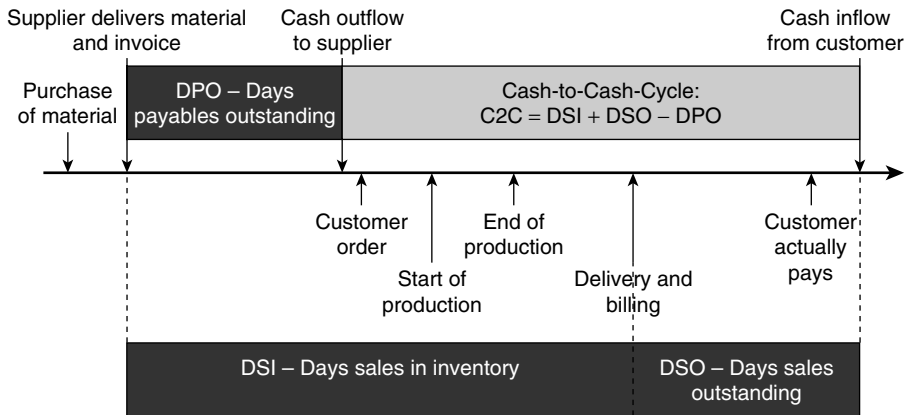 Supplier delivers material
and invoice
Cash outflow
to supplier
Cash inflow
from customer
Purchase
of material
DPO – Days
payables outstanding
Cash-to-Cash-Cycle:
C2C = DSI + DSO – DPO
Customer
order
Start of
production
End of
production
Delivery and
billing
Customer
actually
pays
DSI – Days sales in inventory
DSO – Days sales
outstanding